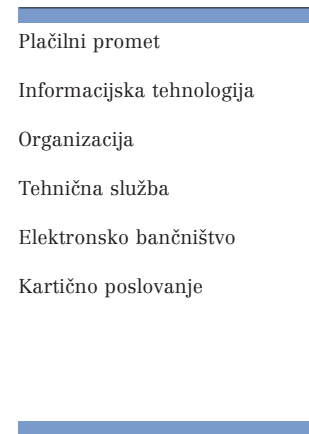 Plačilni promet
Informacijska tehnologija
Organizacija
Tehnična služba
Elektronsko bančništvo
Kartično poslovanje